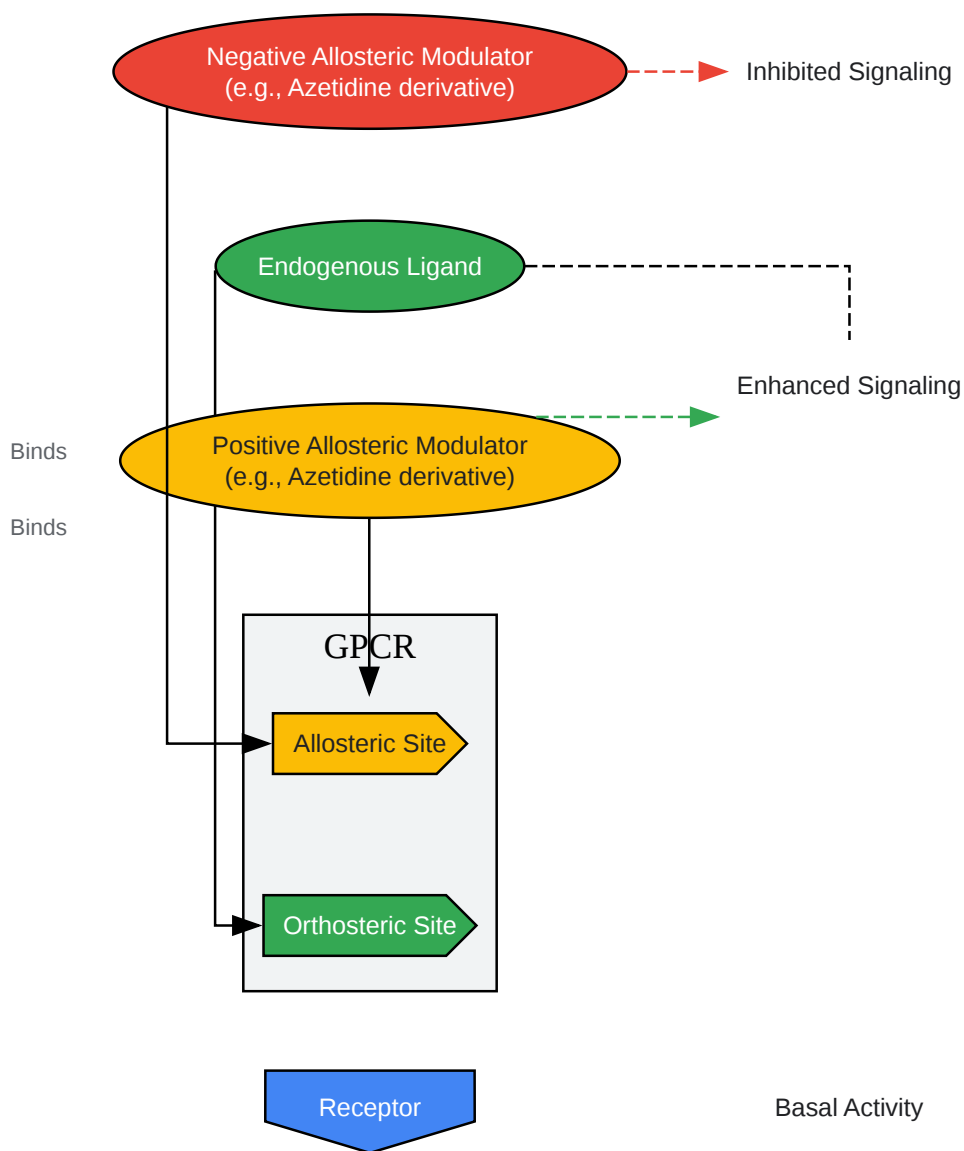 Negative Allosteric Modulator
(e.g., Azetidine derivative)
Inhibited Signaling
Endogenous Ligand
Enhanced Signaling
Positive Allosteric Modulator
(e.g., Azetidine derivative)
Binds
Binds
GPCR
Allosteric Site
Orthosteric Site
Receptor
Basal Activity